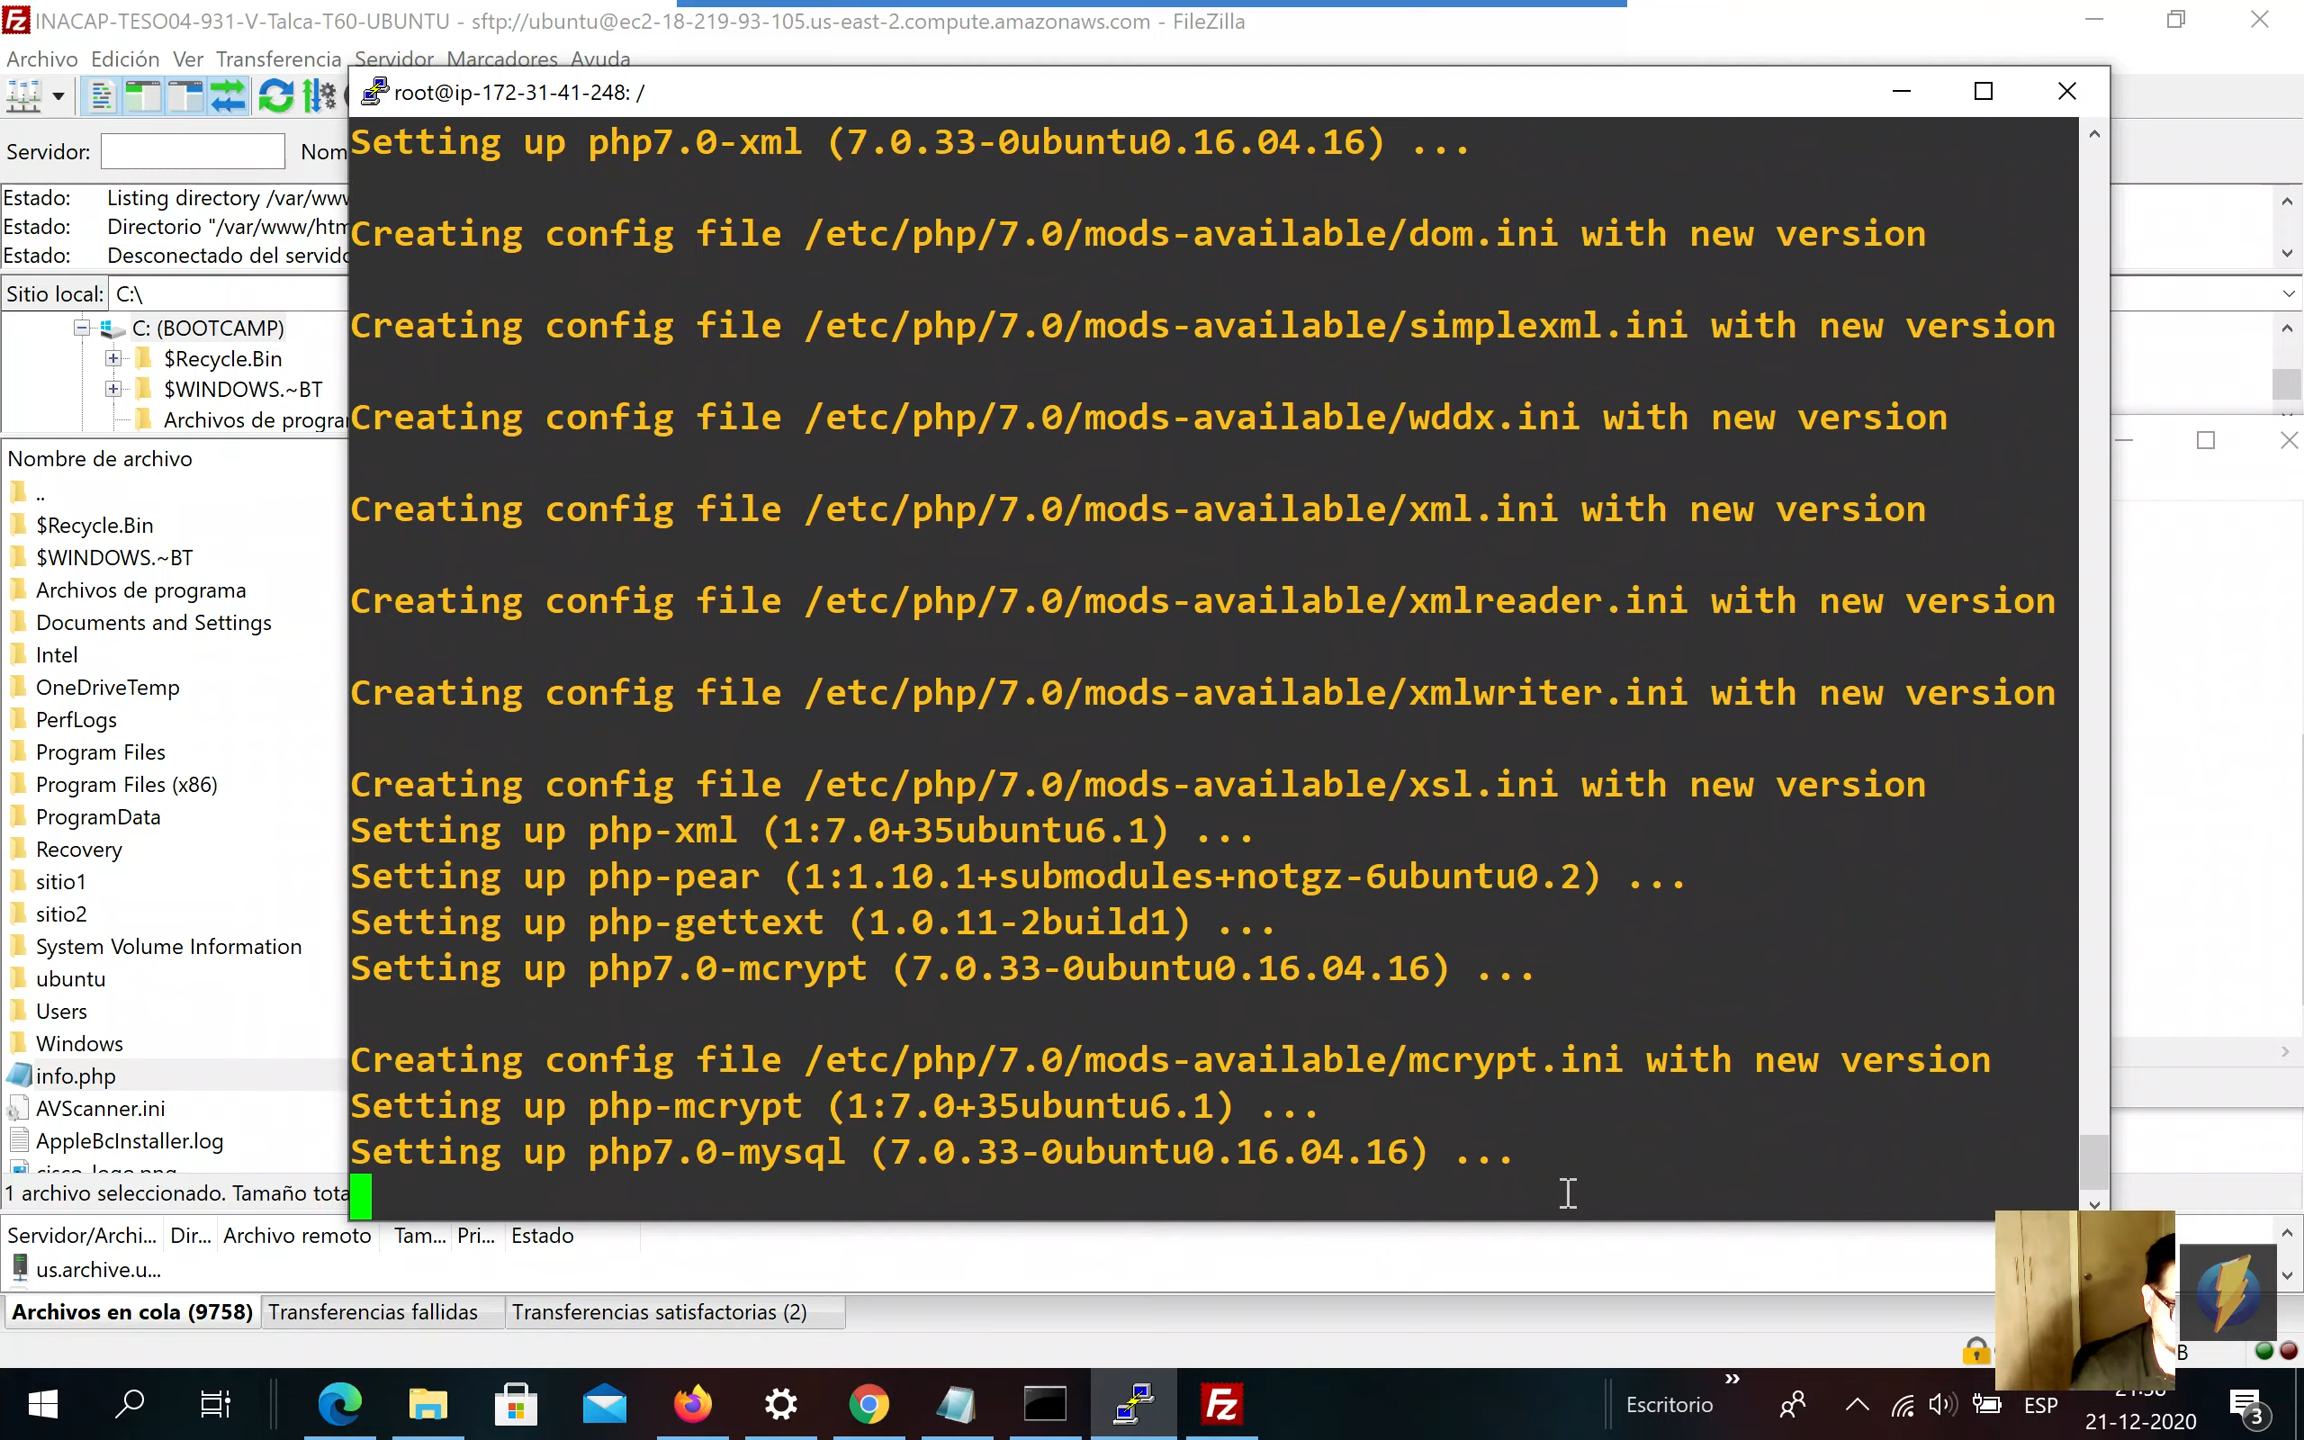 INACAP-TESO04-931-V-Talca-T60-UBUNTU - sftp://ubuntu@ec2-18-219-93-105.us-east-2.compute.amazonaws.com - FileZilla
Archivo Edición Ver Transferencia Servidor Marcadores Ayuda
root@ip-172-31-41-248: /
Servidor: Nom
Estado: Listing directory /var/www
Estado: Directorio "/var/www/htm
Estado: Desconectado del servido
Sitio local: C:\
C: (BOOTCAMP)
$Recycle.Bin
$WINDOWS.~BT
Archivos de progra
Nombre de archivo
..
$Recycle.Bin
$WINDOWS.~BT
Archivos de programa
Documents and Settings
Intel
OneDriveTemp
PerfLogs
Program Files
Program Files (x86)
ProgramData
Recovery
sitio1
sitio2
System Volume Information
ubuntu
Users
Windows
info.php
AVScanner.ini
AppleBcInstaller.log
1 archivo seleccionado. Tamaño tota
Setting up php7.0-xml (7.0.33-0ubuntu0.16.04.16) ...
Creating config file /etc/php/7.0/mods-available/dom.ini with new version
Creating config file /etc/php/7.0/mods-available/simplexml.ini with new version
Creating config file /etc/php/7.0/mods-available/wddx.ini with new version
Creating config file /etc/php/7.0/mods-available/xml.ini with new version
Creating config file /etc/php/7.0/mods-available/xmlreader.ini with new version
Creating config file /etc/php/7.0/mods-available/xmlwriter.ini with new version
Creating config file /etc/php/7.0/mods-available/xsl.ini with new version
Setting up php-xml (1:7.0+35ubuntu6.1) ...
Setting up php-pear (1:1.10.1+submodules+notgz-6ubuntu0.2) ...
Setting up php-gettext (1.0.11-2build1) ...
Setting up php7.0-mcrypt (7.0.33-0ubuntu0.16.04.16) ...
Creating config file /etc/php/7.0/mods-available/mcrypt.ini with new version
Setting up php-mcrypt (1:7.0+35ubuntu6.1) ...
Setting up php7.0-mysql (7.0.33-0ubuntu0.16.04.16) ...
Servidor/Archi... Dir... Archivo remoto Tam... Pri... Estado
us.archive.u...
Archivos en cola (9758) Transferencias fallidas Transferencias satisfactorias (2)
B
Escritorio ESP
21-12-2020
3